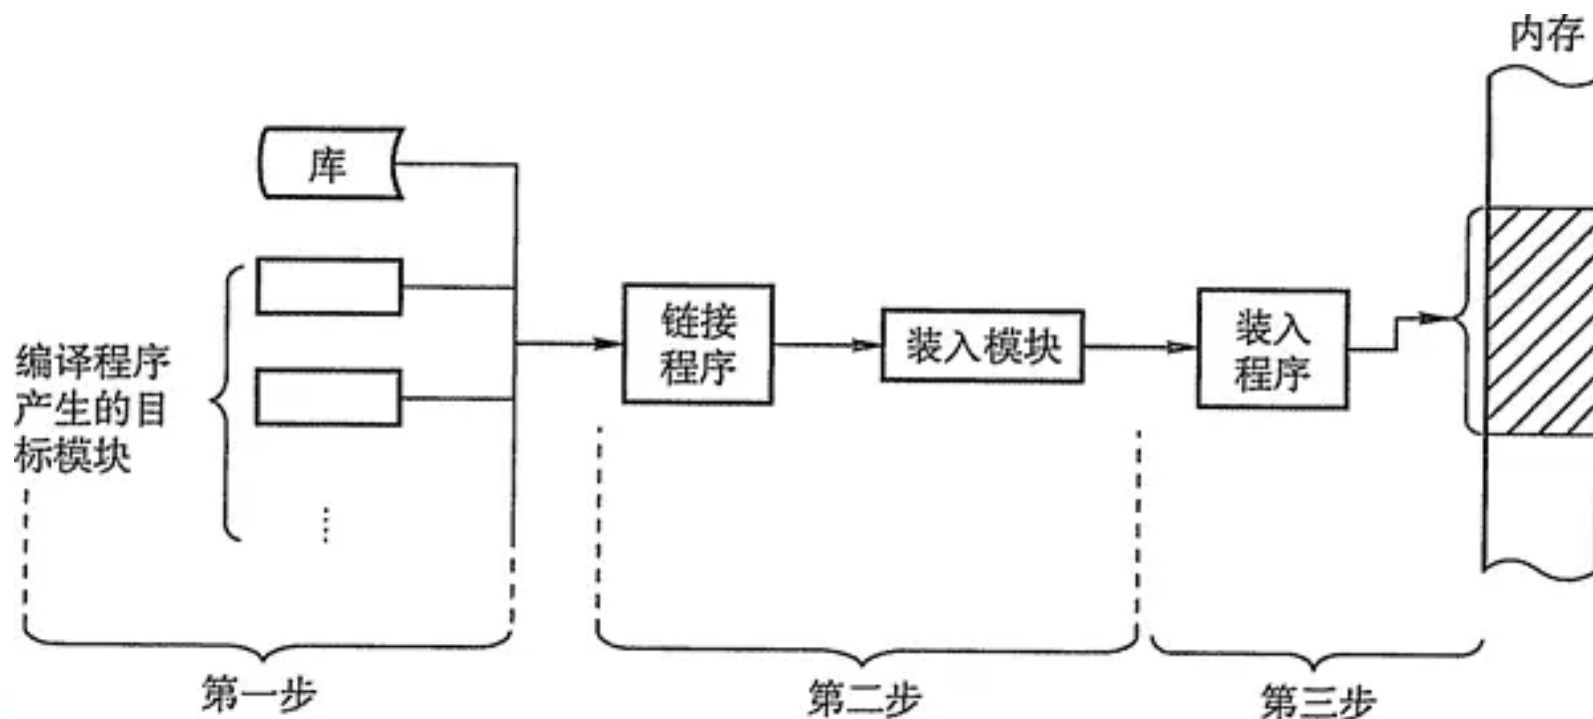 内存
库
编译程序
产生的目
标模块
链接
程序
装入模块
装入
程序
第一步
第二步
第三步